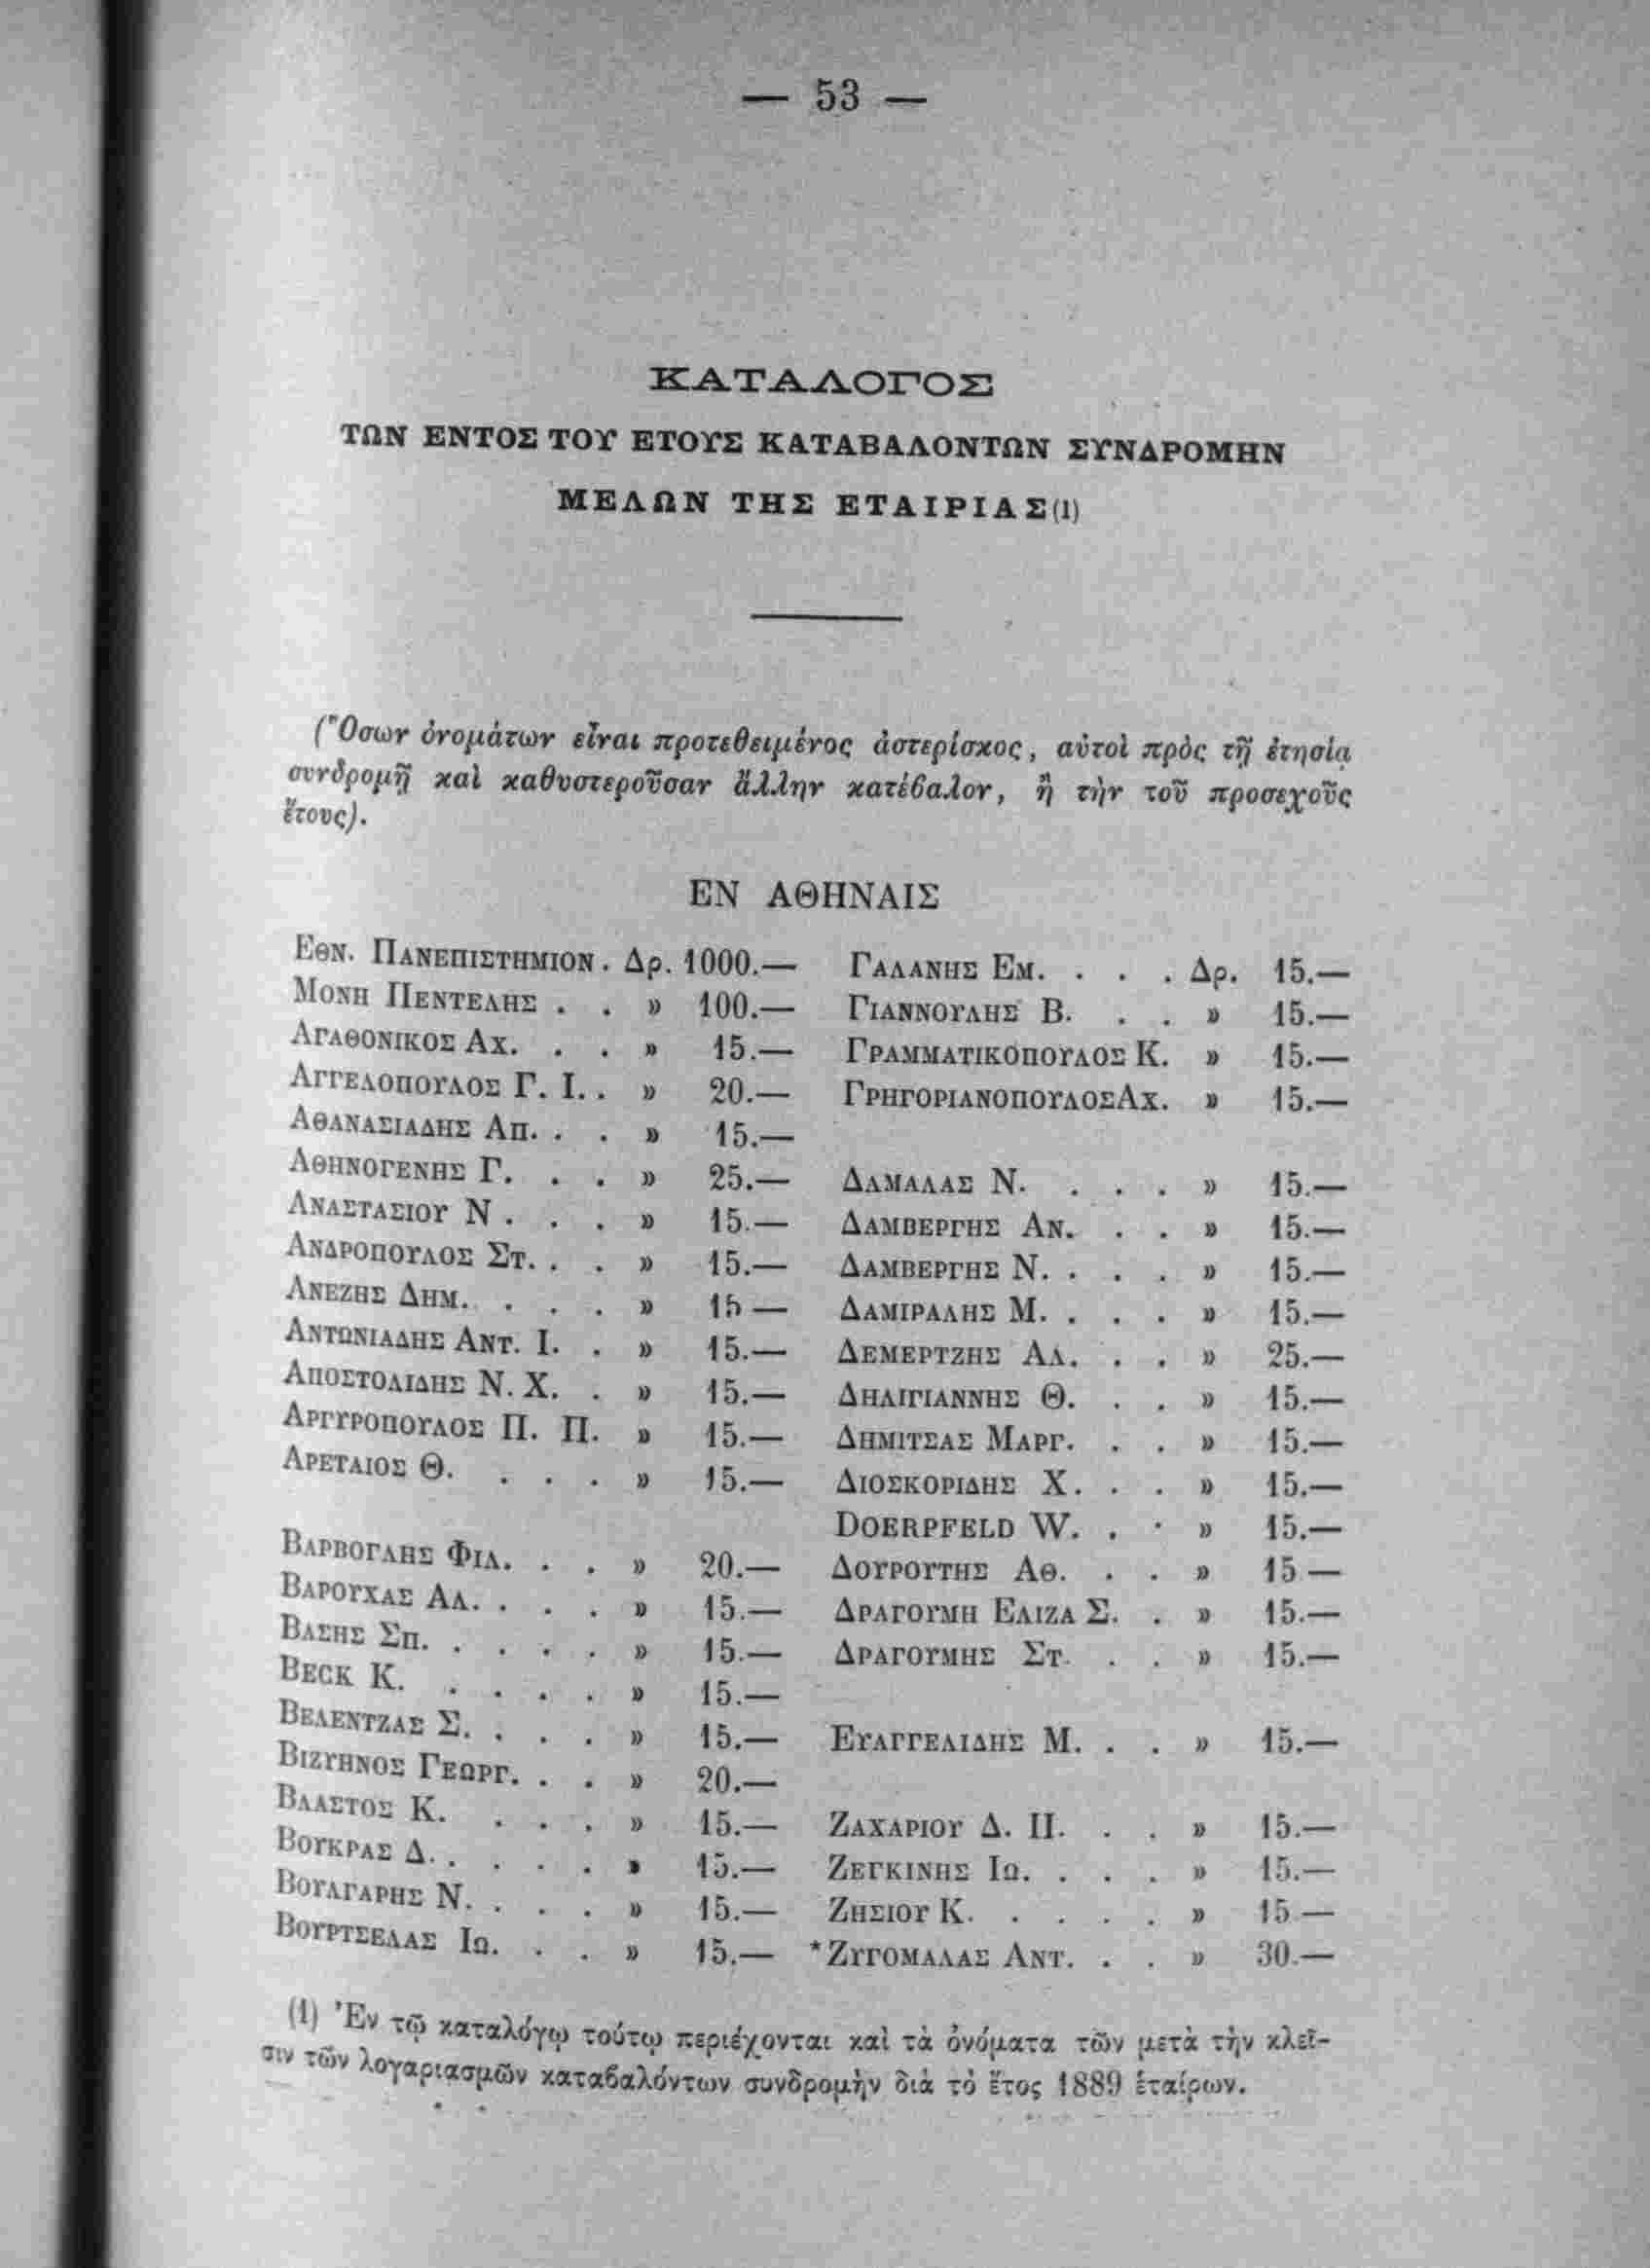 — 53 —
ΚΑΤΑΛΟΓΟΣ
ΤΩΝ ΕΝΤΟΣ ΤΟΥ ΕΤΟΥΣ ΚΑΤΑΒΑΛΟΝΤΩΝ ΣΥΝΔΡΟΜΗΝ
ΜΕΛΩΝ ΤΗΣ ΕΤΑΙΡΙΑΣ(1)
(Ὅσων ὀνομάτων εἶναι προτεθειμένος ἀστερίσκος, αὐτοὶ πρὸς τῇ ἐτησίᾳ
συνδρομῇ καὶ καθυστεροῦσαν ἄλλην κατέβαλον, ἢ τὴν τοῦ προσεχοῦς
ἔτους).
ΕΝ ΑΘΗΝΑΙΣ
ΕΘΝ. ΠΑΝΕΠΙΣΤΗΜΙΟΝ . Δρ. 1000.—
ΜΟΝΗ ΠΕΝΤΕΛΗΣ . . » 100.—
ΑΓΑΘΟΝΙΚΟΣ ΑΧ. . . » 15.—
ΑΓΓΕΛΟΠΟΥΛΟΣ Γ. Ι. . » 20.—
ΑΘΑΝΑΣΙΑΔΗΣ ΑΠ. . . » 15.—
ΑΘΗΝΟΓΕΝΗΣ Γ. . . » 25.—
ΑΝΑΣΤΑΣΙΟΥ Ν . . . » 15.—
ΑΝΔΡΟΠΟΥΛΟΣ ΣΤ. . . » 15.—
ΑΝΕΖΗΣ ΔΗΜ. . . . » 15 —
ΑΝΤΩΝΙΑΔΗΣ ΑΝΤ. Ι. . » 15.—
ΑΠΟΣΤΟΛΙΔΗΣ Ν. Χ. . » 15.—
ΑΡΓΥΡΟΠΟΥΛΟΣ Π. Π. » 15.—
ΑΡΕΤΑΙΟΣ Θ. . . . » 15.—
ΒΑΡΒΟΓΛΗΣ ΦΙΛ. . . » 20.—
ΒΑΡΟΥΧΑΣ ΑΛ. . . . » 15.—
ΒΑΣΗΣ ΣΠ. . . . . » 15.—
BECK K. . . . . » 15.—
ΒΕΛΕΝΤΖΑΣ Σ. . . . » 15.—
ΒΙΖΥΗΝΟΣ ΓΕΩΡΓ. . . » 20.—
ΒΛΑΣΤΟΣ Κ. . . . » 15.—
ΒΟΥΚΡΑΣ Δ. . . . . » 15.—
ΒΟΥΛΓΑΡΗΣ Ν. . . . » 15.—
ΒΟΥΡΤΣΕΛΑΣ ΙΩ. . . » 15.—
ΓΑΛΑΝΗΣ ΕΜ. . . . Δρ. 15.—
ΓΙΑΝΝΟΥΛΗΣ Β. . . » 15.—
ΓΡΑΜΜΑΤΙΚΟΠΟΥΛΟΣ Κ. » 15.—
ΓΡΗΓΟΡΙΑΝΟΠΟΥΛΟΣ ΑΧ. » 15.—
ΔΑΜΑΛΑΣ Ν. . . . » 15.—
ΔΑΜΒΕΡΓΗΣ ΑΝ. . . » 15.—
ΔΑΜΒΕΡΓΗΣ Ν. . . . » 15.—
ΔΑΜΙΡΑΛΗΣ Μ. . . . » 15.—
ΔΕΜΕΡΤΖΗΣ ΑΛ. . . » 25.—
ΔΗΛΙΓΙΑΝΝΗΣ Θ. . . » 15.—
ΔΗΜΙΤΣΑΣ ΜΑΡΓ. . . » 15.—
ΔΙΟΣΚΟΡΙΔΗΣ Χ. . . » 15.—
DOERPFELD W. . . » 15.—
ΔΟΥΡΟΥΤΗΣ ΑΘ. . . » 15 —
ΔΡΑΓΟΥΜΗ ΕΛΙΖΑ Σ. . » 15.—
ΔΡΑΓΟΥΜΗΣ ΣΤ. . . » 15.—
ΕΥΑΓΓΕΛΙΔΗΣ Μ. . . » 15.—
ΖΑΧΑΡΙΟΥ Δ. Π. . . » 15.—
ΖΕΓΚΙΝΗΣ ΙΩ. . . . » 15.—
ΖΗΣΙΟΥ Κ. . . . . » 15 —
*ΖΥΓΟΜΑΛΑΣ ΑΝΤ. . . » 30.—
(1) Ἐν τῷ καταλόγῳ τούτῳ περιέχονται καὶ τὰ ὀνόματα τῶν μετὰ τὴν κλεῖ-
σιν τῶν λογαριασμῶν καταβαλόντων συνδρομὴν διὰ τὸ ἔτος 1889 ἑταίρων.